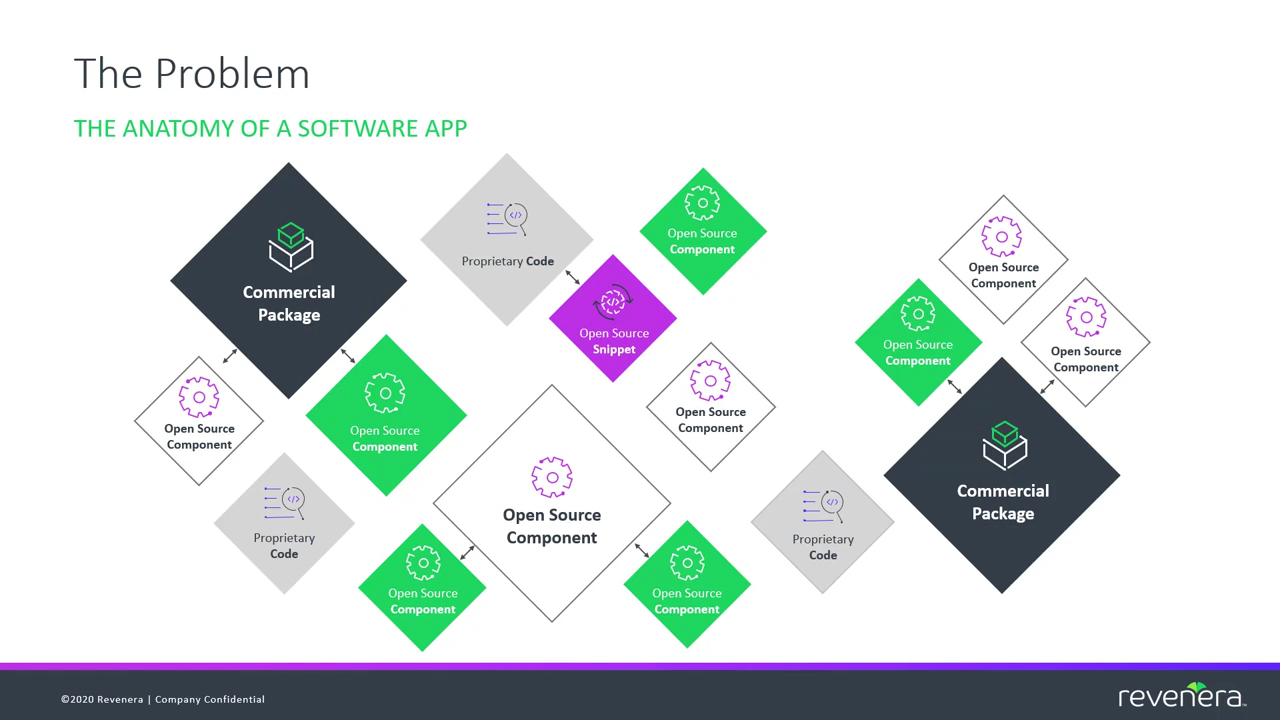 The Problem
THE ANATOMY OF A SOFTWARE APP
Commercial
Package
Proprietary Code
Open Source
Component
Open Source
Snippet
Open Source
Component
Open Source
Component
Open Source
Component
Open Source
Component
Open Source
Component
Open Source
Component
Proprietary
Code
Open Source
Component
Open Source
Component
Open Source
Component
Proprietary
Code
Commercial
Package
©2020 Revenera | Company Confidential
revenera™